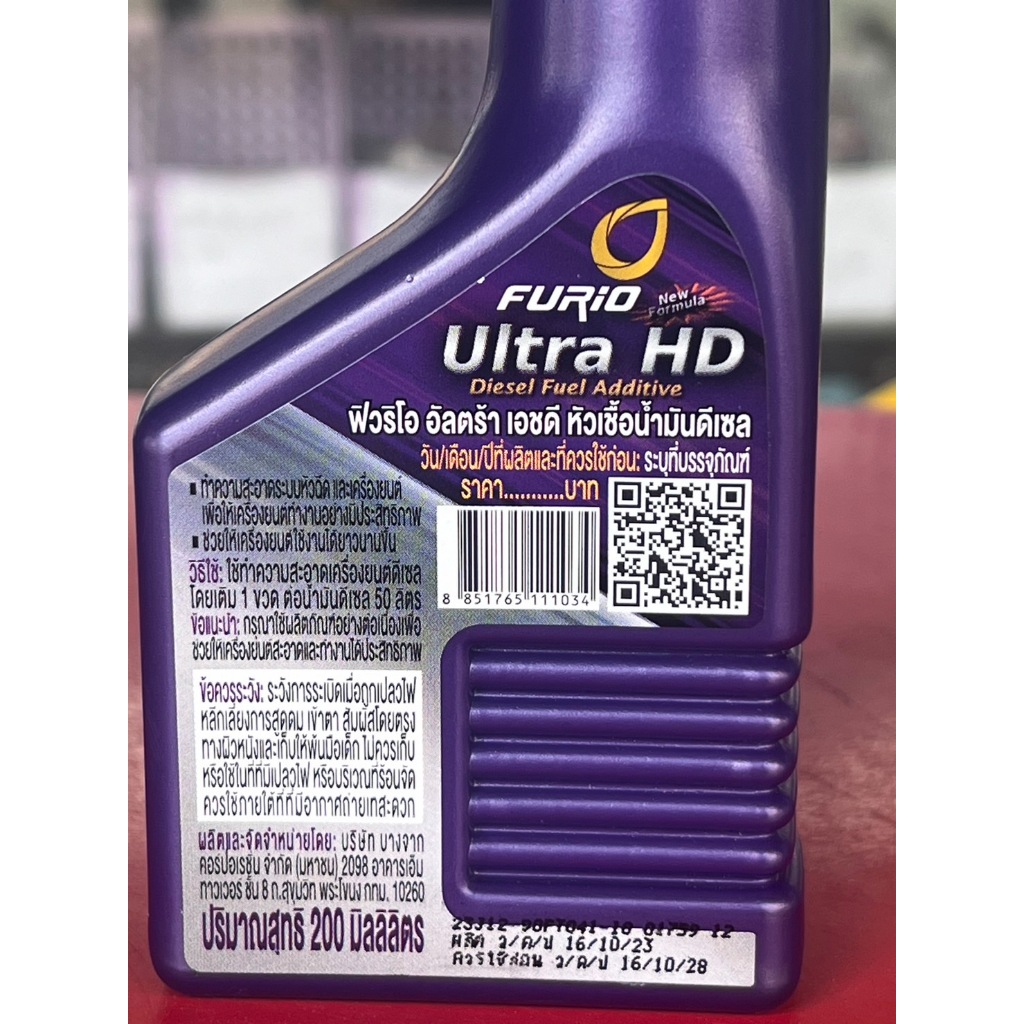 FURiO
New
Formula
Ultra HD
Diesel Fuel Additive
ฟิวริโอ อัลตร้า เอชดี หัวเชื้อน้ำมันดีเซล
วัน/เดือน/ปีที่ผลิตและที่ควรใช้ก่อน: ระบุที่บรรจุภัณฑ์
ราคา...........บาท
8 851765 111034
▪ ทำความสะอาดระบบหัวฉีด และเครื่องยนต์
เพื่อให้เครื่องยนต์ทำงานอย่างมีประสิทธิภาพ
▪ ช่วยให้เครื่องยนต์ใช้งานได้ยาวนานขึ้น
วิธีใช้: ใช้ทำความสะอาดเครื่องยนต์ดีเซล
โดยเติม 1 ขวด ต่อน้ำมันดีเซล 50 ลิตร
ข้อแนะนำ: กรุณาใช้ผลิตภัณฑ์อย่างต่อเนื่องเพื่อ
ช่วยให้เครื่องยนต์สะอาดและทำงานได้ประสิทธิภาพ
ข้อควรระวัง: ระวังการระเบิดเมื่อถูกเปลวไฟ
หลีกเลี่ยงการสูดดม เข้าตา สัมผัสโดยตรง
ทางผิวหนังและเก็บให้พ้นมือเด็ก ไม่ควรเก็บ
หรือใช้ในที่ที่มีเปลวไฟ หรือบริเวณที่ร้อนจัด
ควรใช้ภายใต้ที่ที่มีอากาศถ่ายเทสะดวก
ผลิตและจัดจำหน่ายโดย: บริษัท บางจาก
คอร์ปอเรชั่น จำกัด (มหาชน) 2098 อาคารเอ็ม
ทาวเวอร์ ชั้น 8 ถ.สุขุมวิท พระโขนง กทม. 10260
ปริมาณสุทธิ 200 มิลลิลิตร
ผลิต ว/ด/ป 16/10/23
ควรใช้ก่อน ว/ด/ป 16/10/28